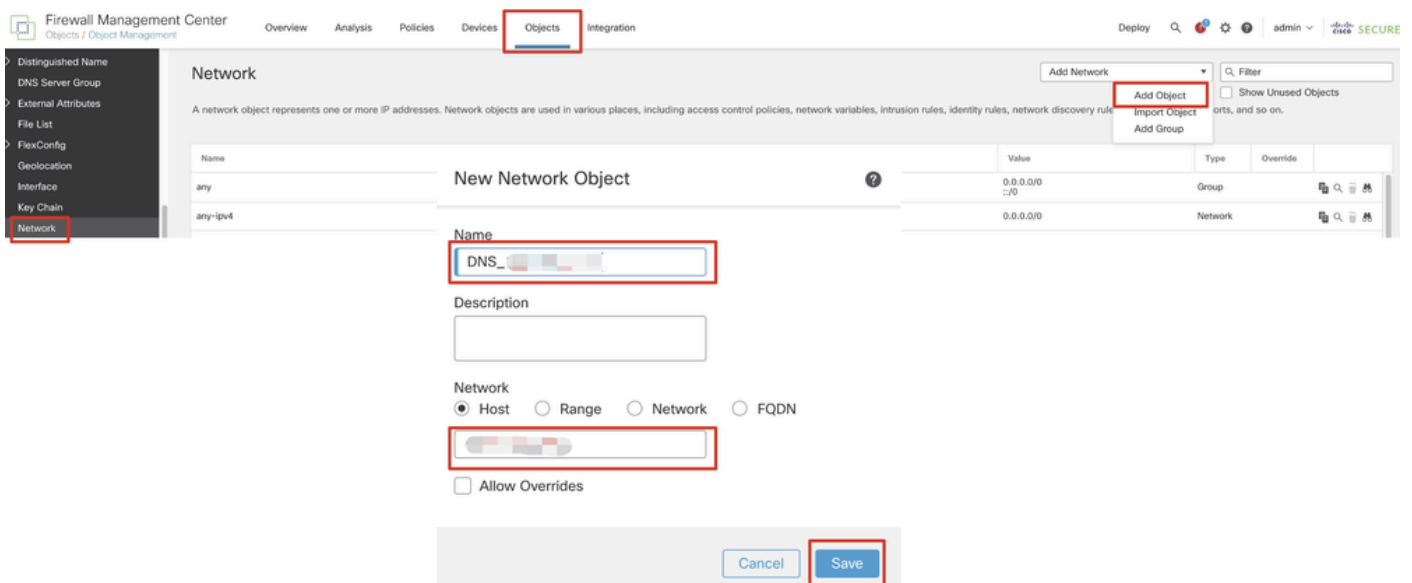 Firewall Management Center
Objects / Object Management
Overview Analysis Policies Devices Objects Integration
Deploy admin cisco SECURE
Distinguished Name
DNS Server Group
External Attributes
File List
FlexConfig
Geolocation
Interface
Key Chain
Network
Network
Add Network
Filter
Add Object
Import Object
Add Group
Show Unused Objects
A network object represents one or more IP addresses. Network objects are used in various places, including access control policies, network variables, intrusion rules, identity rules, network discovery rul orts, and so on.
Name Value Type Override
any 0.0.0.0/0 Group
::/0
any-ipv4 0.0.0.0/0 Network
New Network Object
Name
DNS_
Description
Network
Host Range Network FQDN
Allow Overrides
Cancel Save